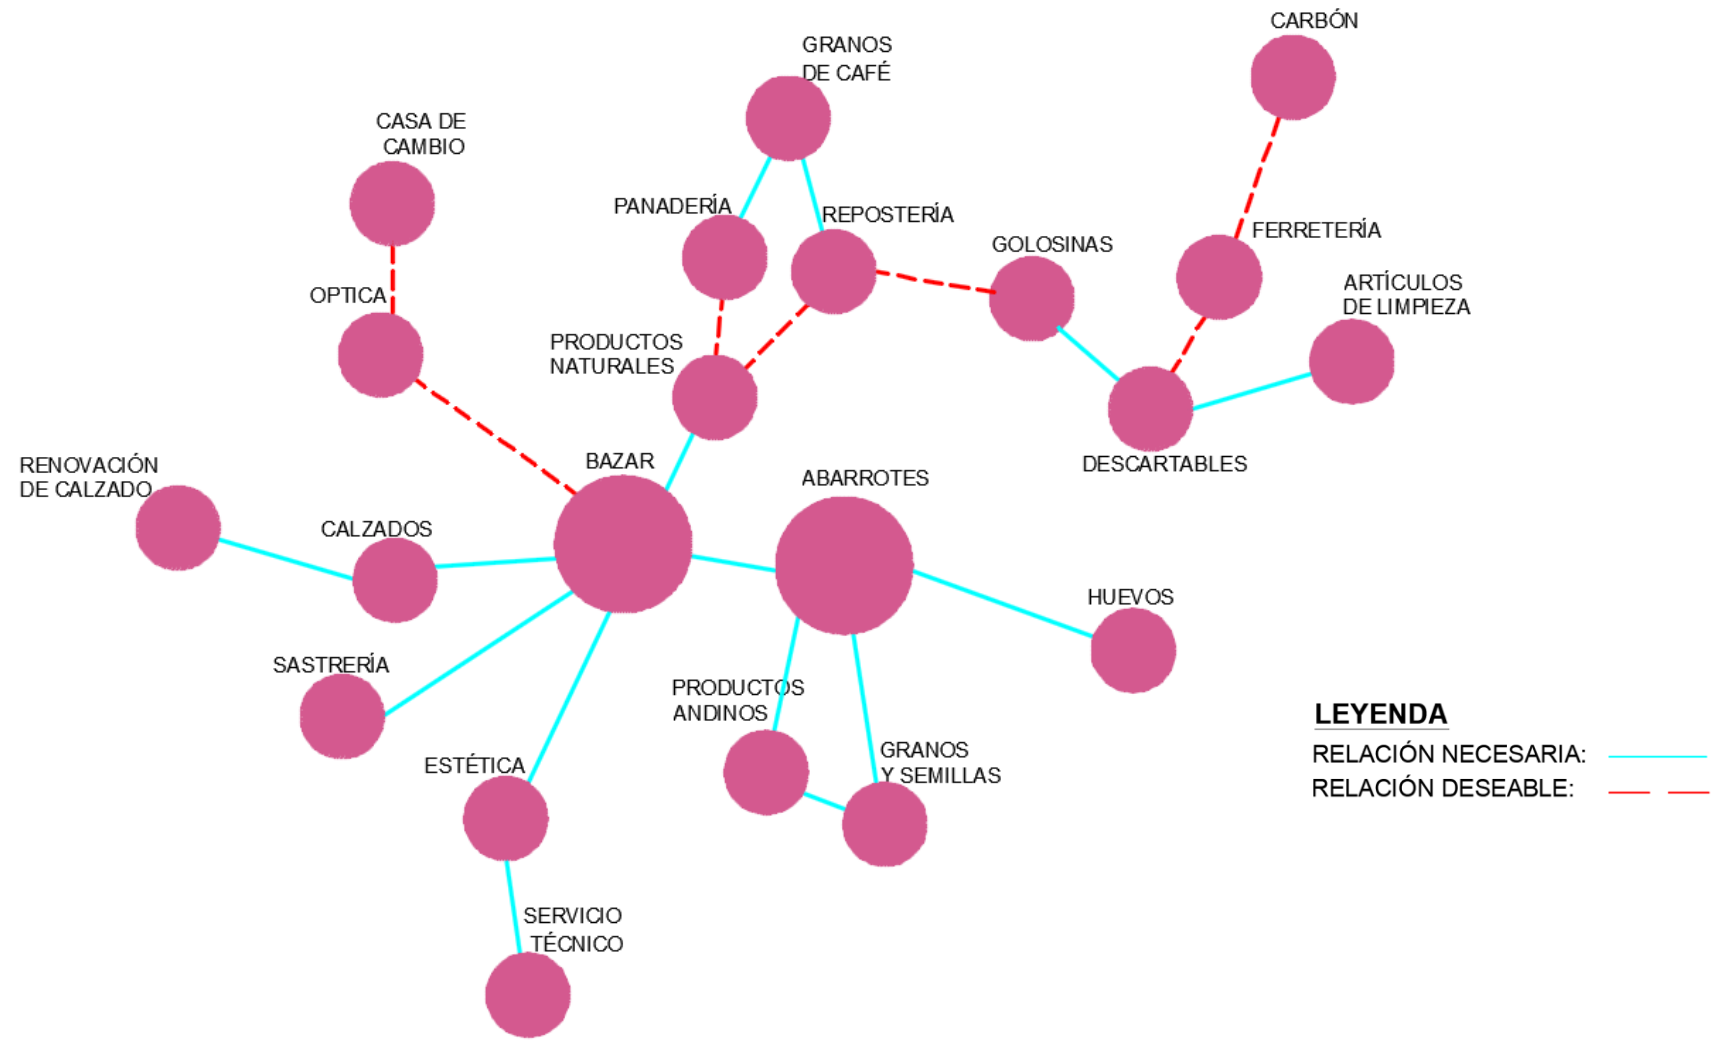 CARBÓN
GRANOS
DE CAFÉ
CASA DE
CAMBIO
PANADERÍA
REPOSTERÍA
GOLOSINAS
FERRETERÍA
ARTÍCULOS
DE LIMPIEZA
OPTICA
PRODUCTOS
NATURALES
BAZAR
ABARROTES
DESCARTABLES
RENOVACIÓN
DE CALZADO
CALZADOS
HUEVOS
SASTRERÍA
PRODUCTOS
ANDINOS
GRANOS
Y SEMILLAS
ESTÉTICA
SERVICIO
TÉCNICO
LEYENDA
RELACIÓN NECESARIA:
RELACIÓN DESEABLE: